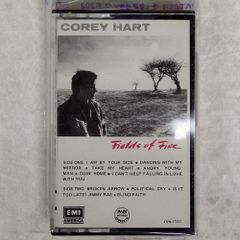 COREY HART
Fields of Fire
SIDE ONE: I AM BY YOUR SIDE • DANCING WITH MY
MIRROR • TAKE MY HEART • ANGRY YOUNG
MAN • GOIN' HOME • I CAN'T HELP FALLING IN LOVE
WITH YOU
SIDE TWO: BROKEN ARROW • POLITICAL CRY • IS IT
TOO LATE? JIMMY RAE • BLIND FAITH
EMI
AMERICA